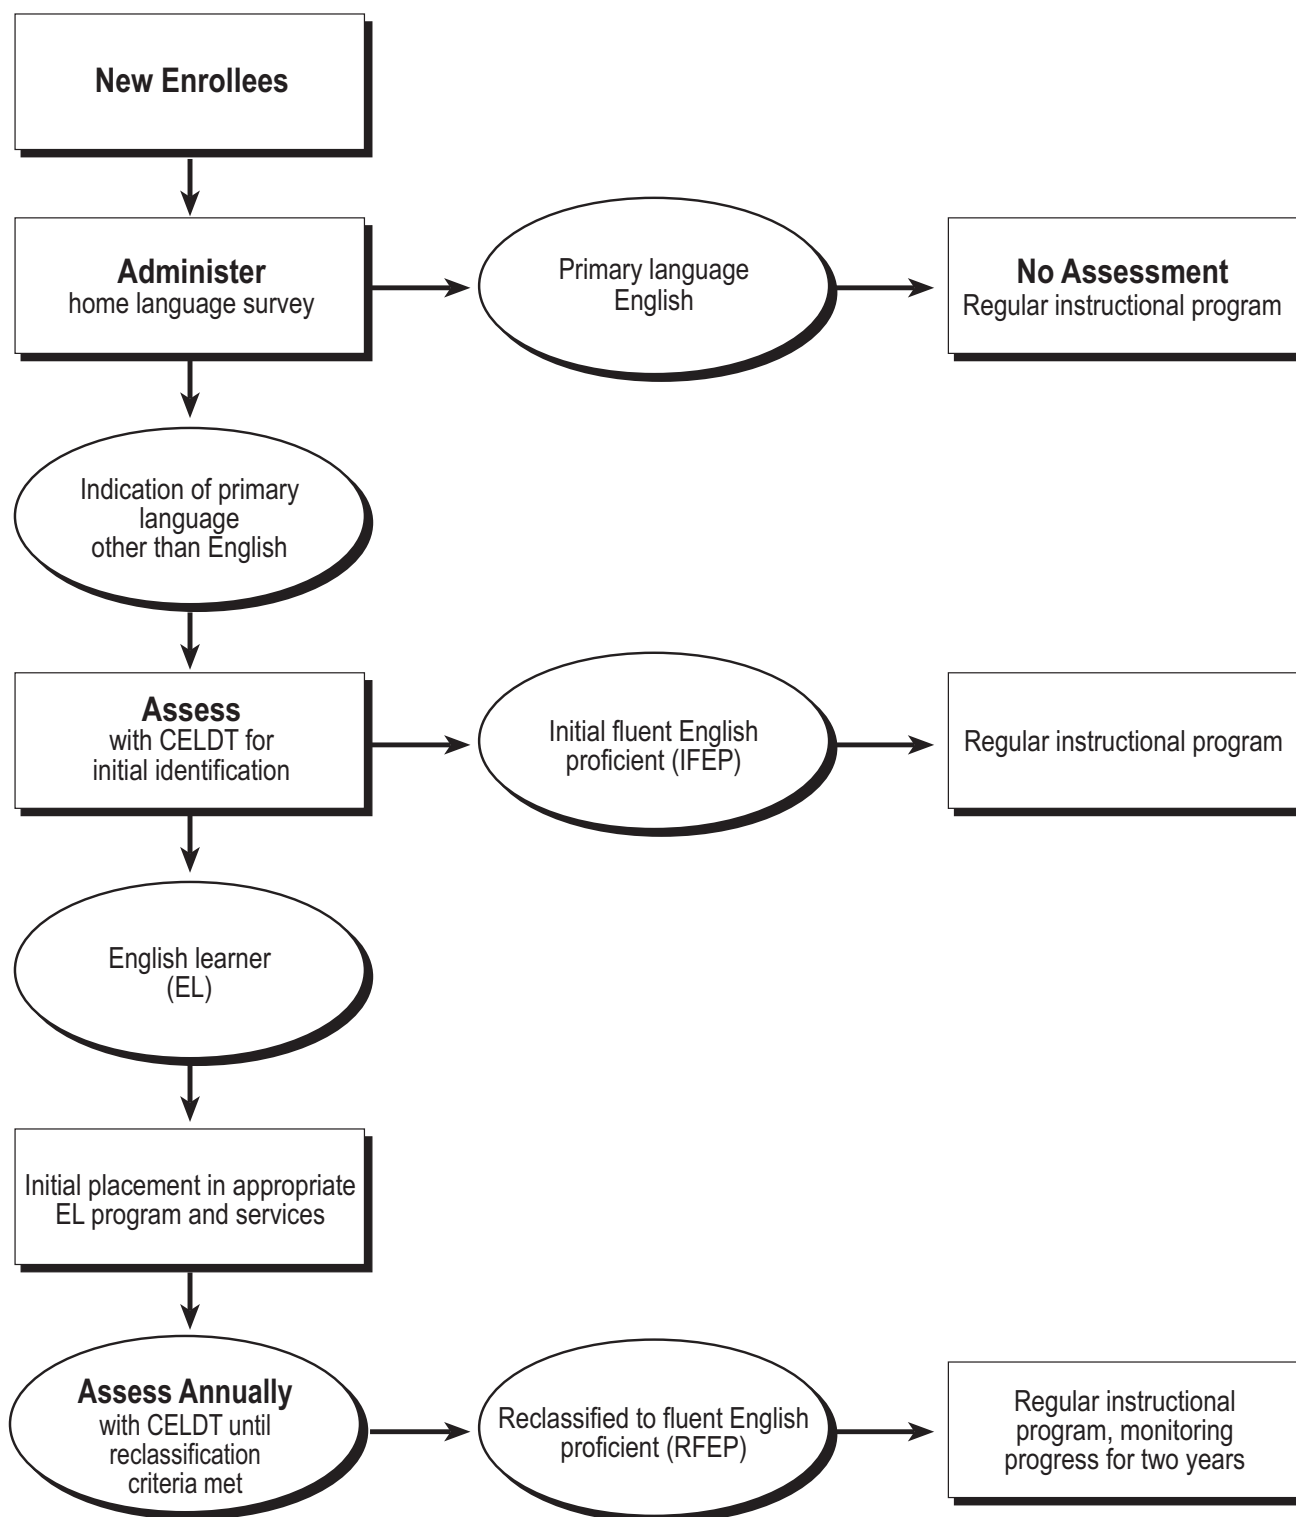 New Enrollees
Administer
home language survey
Primary language
English
No Assessment
Regular instructional program
Indication of primary
language
other than English
Assess
with CELDT for
initial identification
Initial fluent English
proficient (IFEP)
Regular instructional program
English learner
(EL)
Initial placement in appropriate
EL program and services
Assess Annually
with CELDT until
reclassification
criteria met
Reclassified to fluent English
proficient (RFEP)
Regular instructional
program, monitoring
progress for two years